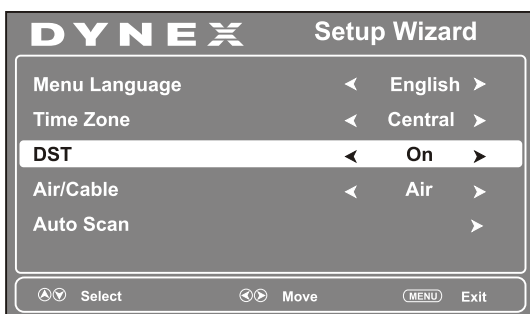 DYNEX Setup Wizard
Menu Language English
Time Zone Central
DST On
Air/Cable Air
Auto Scan
Select Move MENU Exit